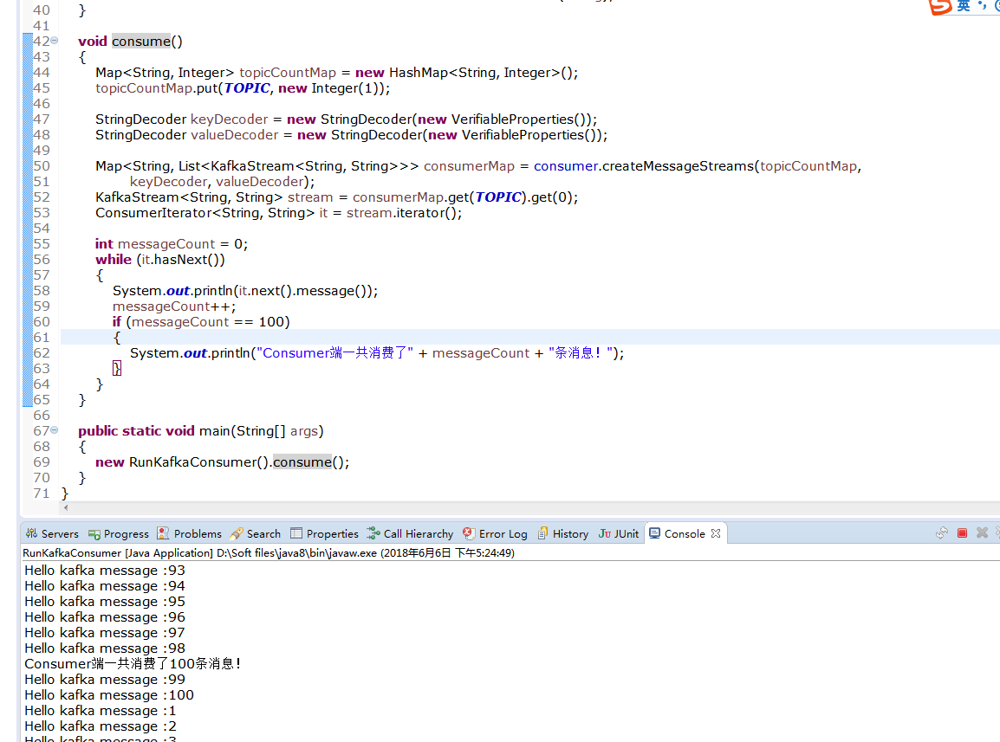 英
40 }
41
42 void consume()
43 {
44 Map<String, Integer> topicCountMap = new HashMap<String, Integer>();
45 topicCountMap.put(TOPIC, new Integer(1));
46
47 StringDecoder keyDecoder = new StringDecoder(new VerifiableProperties());
48 StringDecoder valueDecoder = new StringDecoder(new VerifiableProperties());
49
50 Map<String, List<KafkaStream<String, String>>> consumerMap = consumer.createMessageStreams(topicCountMap,
51 keyDecoder, valueDecoder);
52 KafkaStream<String, String> stream = consumerMap.get(TOPIC).get(0);
53 ConsumerIterator<String, String> it = stream.iterator();
54
55 int messageCount = 0;
56 while (it.hasNext())
57 {
58 System.out.println(it.next().message());
59 messageCount++;
60 if (messageCount == 100)
61 {
62 System.out.println("Consumer端一共消费了" + messageCount + "条消息！");
63 }
64 }
65 }
66
67 public static void main(String[] args)
68 {
69 new RunKafkaConsumer().consume();
70 }
71 }
Servers Progress Problems Search Properties Call Hierarchy Error Log History JUnit Console
RunKafkaConsumer [Java Application] D:\Soft files\java8\bin\javaw.exe (2018年6月6日 下午5:24:49)
Hello kafka message :93
Hello kafka message :94
Hello kafka message :95
Hello kafka message :96
Hello kafka message :97
Hello kafka message :98
Consumer端一共消费了100条消息！
Hello kafka message :99
Hello kafka message :100
Hello kafka message :1
Hello kafka message :2
Hello kafka message :3